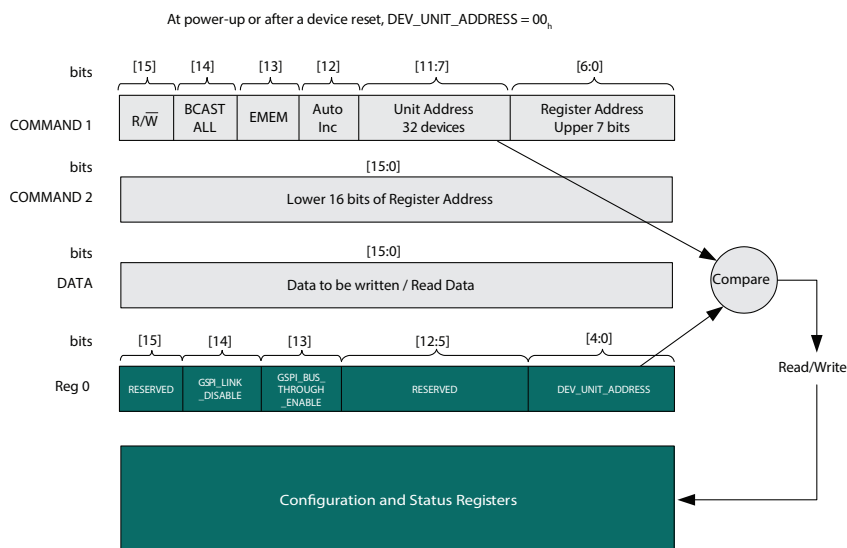 At power-up or after a device reset, DEV_UNIT_ADDRESS = 00h
bits [15] [14] [13] [12] [11:7] [6:0]
COMMAND 1
R/W̅
BCAST
ALL
EMEM
Auto
Inc
Unit Address
32 devices
Register Address
Upper 7 bits
bits [15:0]
COMMAND 2 Lower 16 bits of Register Address
bits [15:0]
DATA Data to be written / Read Data
Compare
bits [15] [14] [13] [12:5] [4:0]
Reg 0
RESERVED
GSPI_LINK
_DISABLE
GSPI_BUS_
THROUGH
_ENABLE
RESERVED
DEV_UNIT_ADDRESS
Read/Write
Configuration and Status Registers